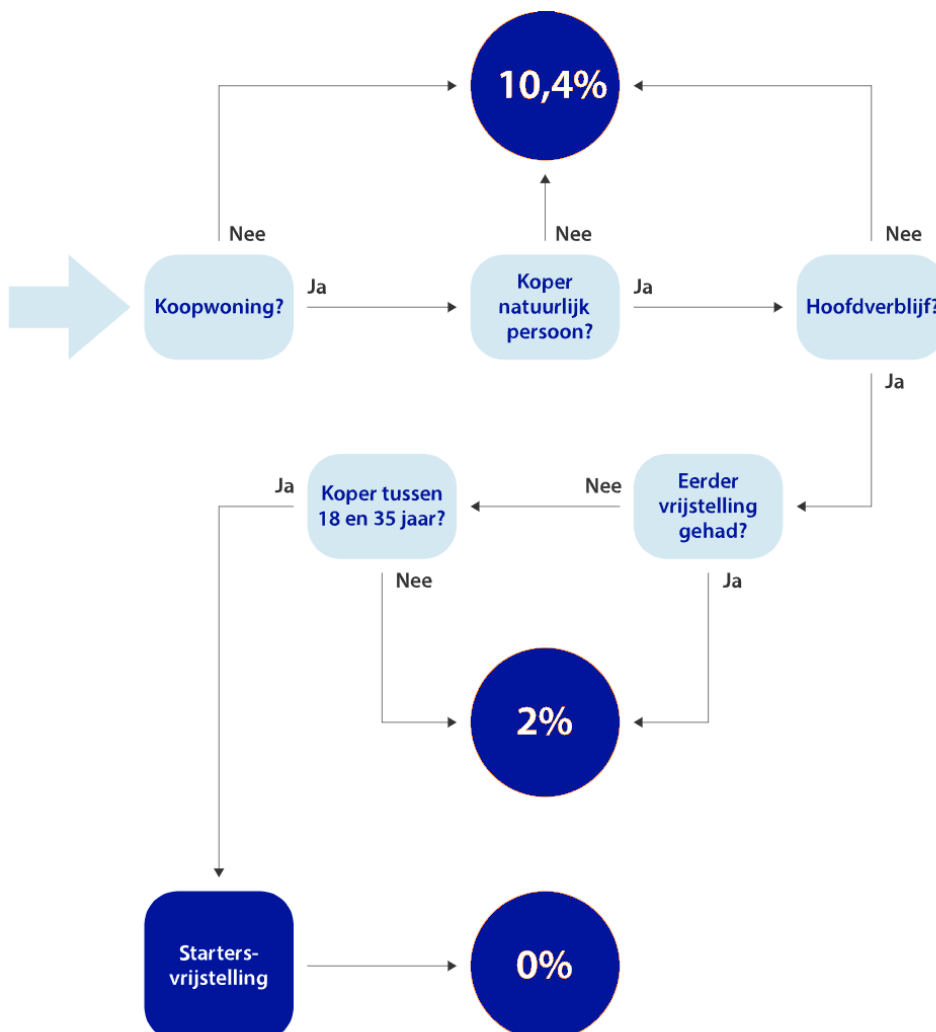 10,4%
Nee
Nee
Nee
Koopwoning?
Ja
Koper
natuurlijk
persoon?
Ja
Hoofdverblijf?
Ja
Ja
Koper tussen
18 en 35 jaar?
Nee
Eerder
vrijstelling
gehad?
Nee
Ja
2%
Starters-
vrijstelling
0%